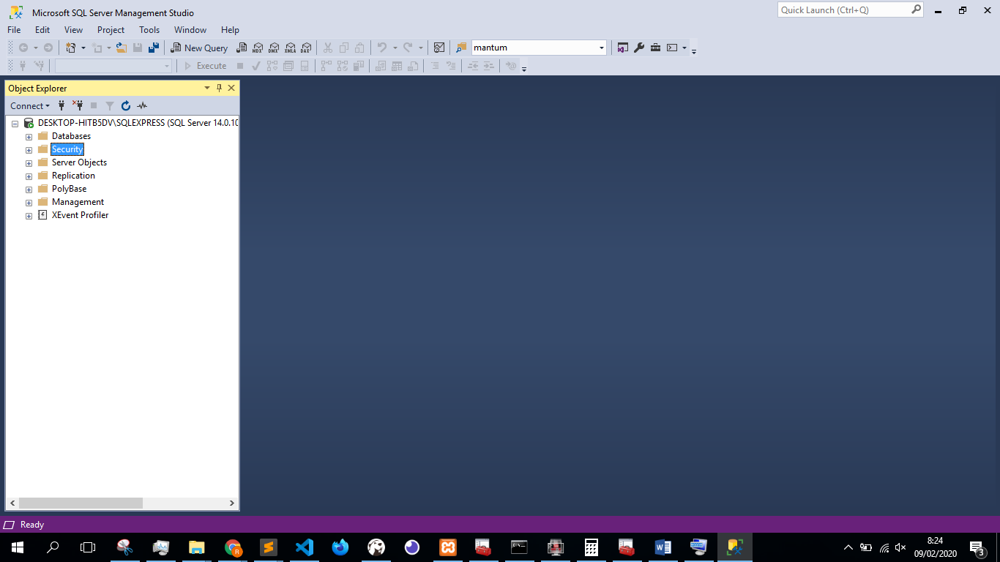 Microsoft SQL Server Management Studio
Quick Launch (Ctrl+Q)
File Edit View Project Tools Window Help
New Query MDX DMX XMLA DAX mantum
Execute
Object Explorer
Connect
DESKTOP-HITB5DV\SQLEXPRESS (SQL Server 14.0.10
Databases
Security
Server Objects
Replication
PolyBase
Management
XEvent Profiler
Ready
8:24
09/02/2020
3